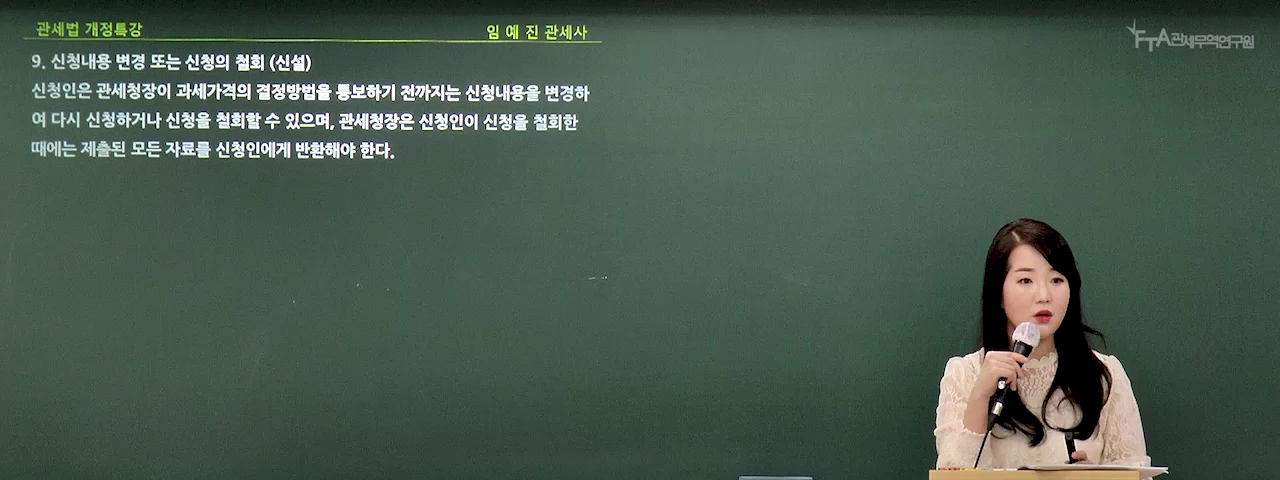 관세법 개정특강
임 예 진 관세사
FTA관세무역연구원
9. 신청내용 변경 또는 신청의 철회 (신설)
신청인은 관세청장이 과세가격의 결정방법을 통보하기 전까지는 신청내용을 변경하
여 다시 신청하거나 신청을 철회할 수 있으며, 관세청장은 신청인이 신청을 철회한
때에는 제출된 모든 자료를 신청인에게 반환해야 한다.